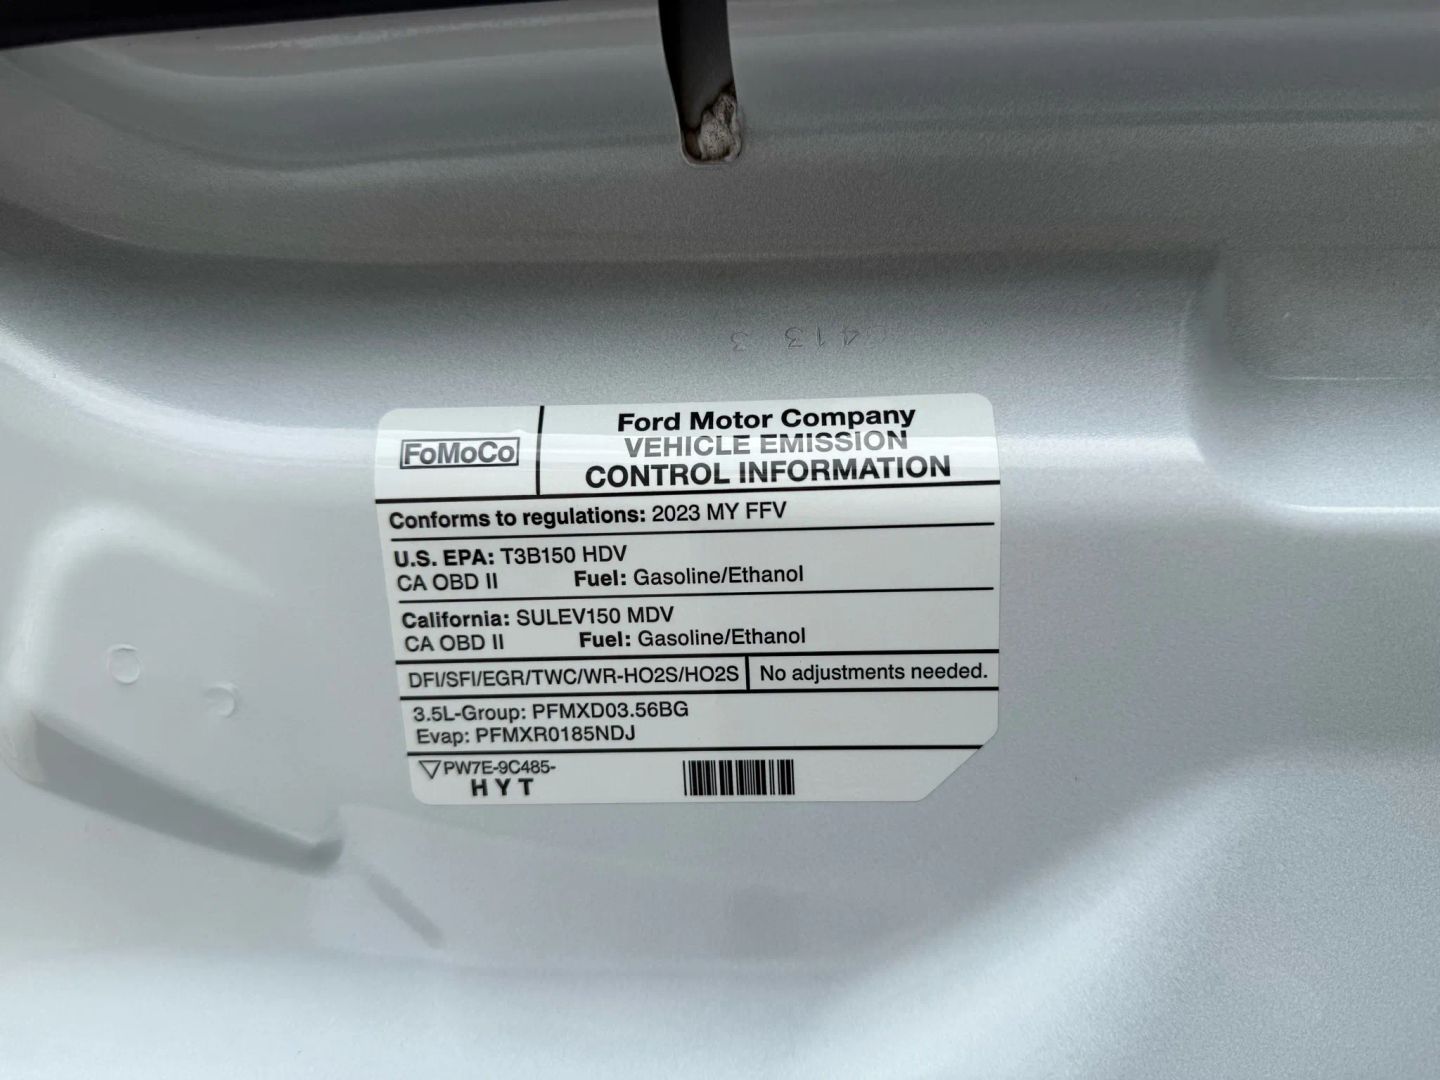 FoMoCo
Ford Motor Company
VEHICLE EMISSION
CONTROL INFORMATION
Conforms to regulations: 2023 MY FFV
U.S. EPA: T3B150 HDV
CA OBD II Fuel: Gasoline/Ethanol
California: SULEV150 MDV
CA OBD II Fuel: Gasoline/Ethanol
DFI/SFI/EGR/TWC/WR-HO2S/HO2S No adjustments needed.
3.5L-Group: PFMXD03.56BG
Evap: PFMXR0185NDJ
PW7E-9C485-
HYT